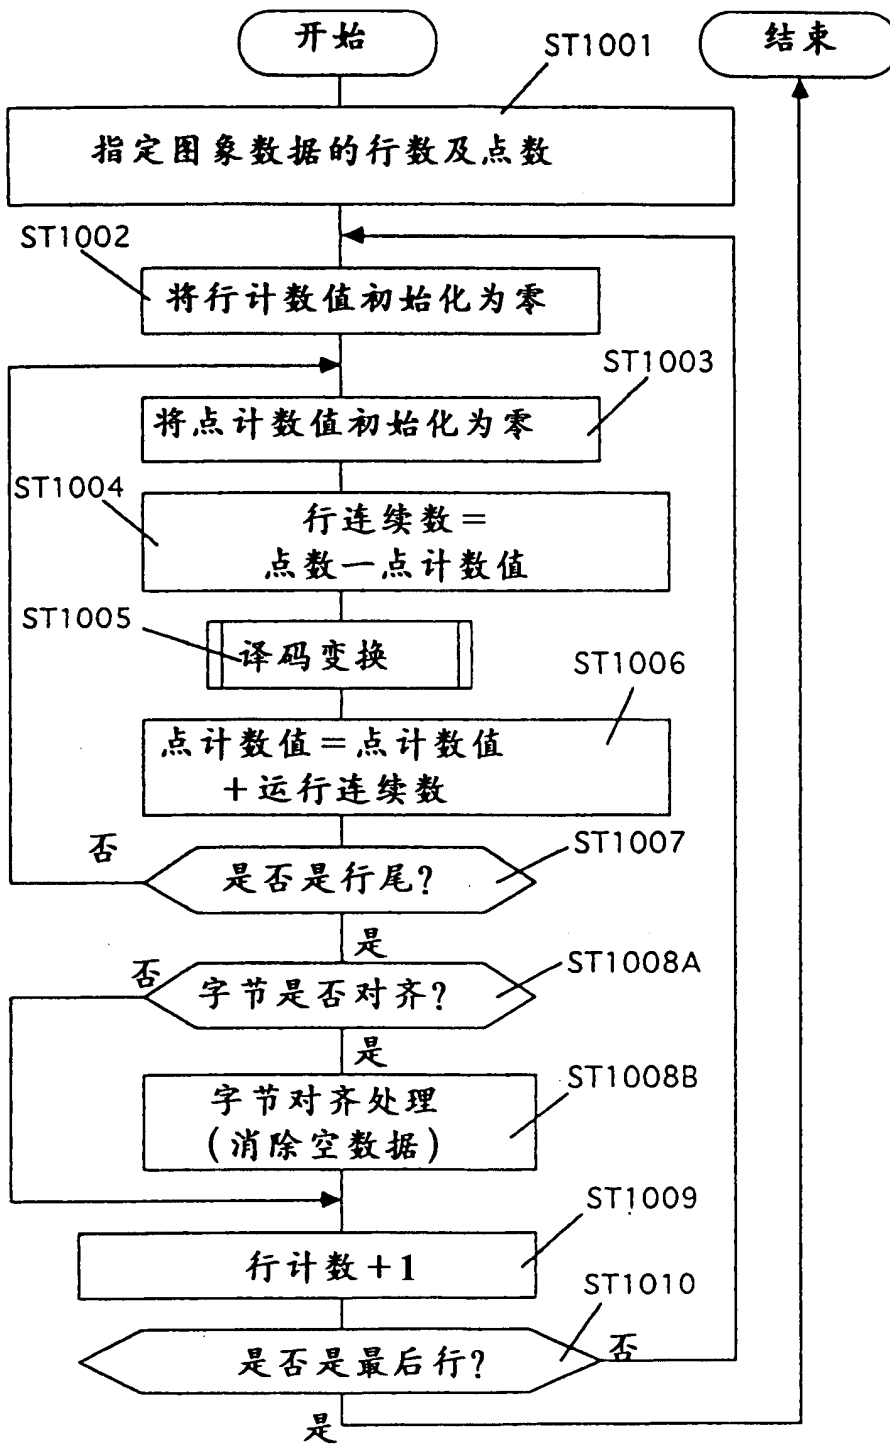 开始
结束
ST1001
指定图象数据的行数及点数
ST1002
将行计数值初始化为零
ST1003
将点计数值初始化为零
ST1004
行连续数=
点数一点计数值
ST1005
译码变换
ST1006
点计数值=点计数值
+运行连续数
否
ST1007
是否是行尾?
是
否
ST1008A
字节是否对齐?
是
ST1008B
字节对齐处理
(消除空数据)
ST1009
行计数+1
ST1010
是否是最后行?
否
是